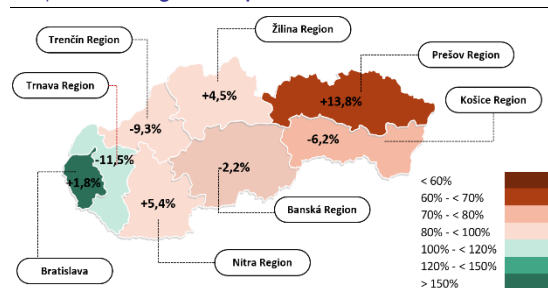 Žilina Region
Trenčín Region
Prešov Region
Trnava Region
Košice Region
+4,5%
+13,8%
-9,3%
-6,2%
-11,5%
-2,2%
+1,8%
+5,4%
Banská Region
Nitra Region
Bratislava
< 60%
60% - < 70%
70% - < 80%
80% - < 100%
100% - < 120%
120% - < 150%
> 150%